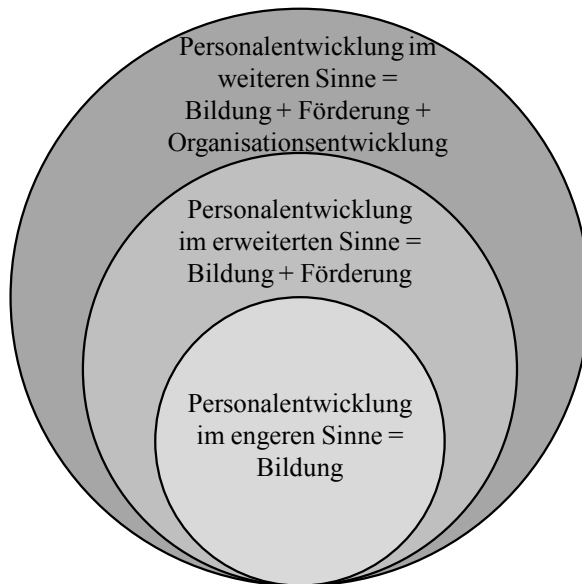 Personalentwicklung im
weiteren Sinne =
Bildung + Förderung +
Organisationsentwicklung
Personalentwicklung
im erweiterten Sinne =
Bildung + Förderung
Personalentwicklung
im engeren Sinne =
Bildung